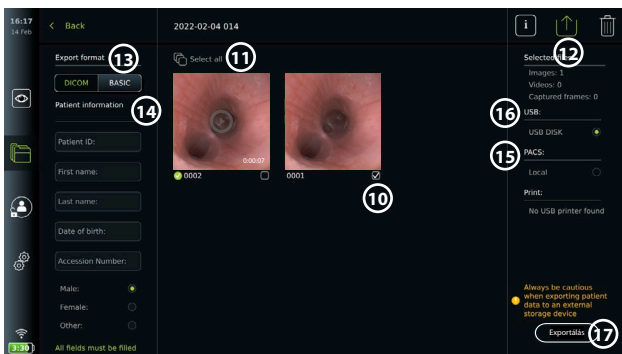 16:17
14 Feb
Back
2022-02-04 014
i
12
Export format
13
DICOM
BASIC
Patient information
14
Patient ID:
First name:
Last name:
Date of birth:
Accession Number:
Male:
Female:
Other:
All fields must be filled
Select all
11
0:00:07
0002
0001
10
Images: 1
Videos: 0
Captured frames: 0
16
USB:
USB DISK
15
PACS:
Local
Print:
No USB printer found
Always be cautious
when exporting patient
data to an external
storage device
Exportálás
17
3:30